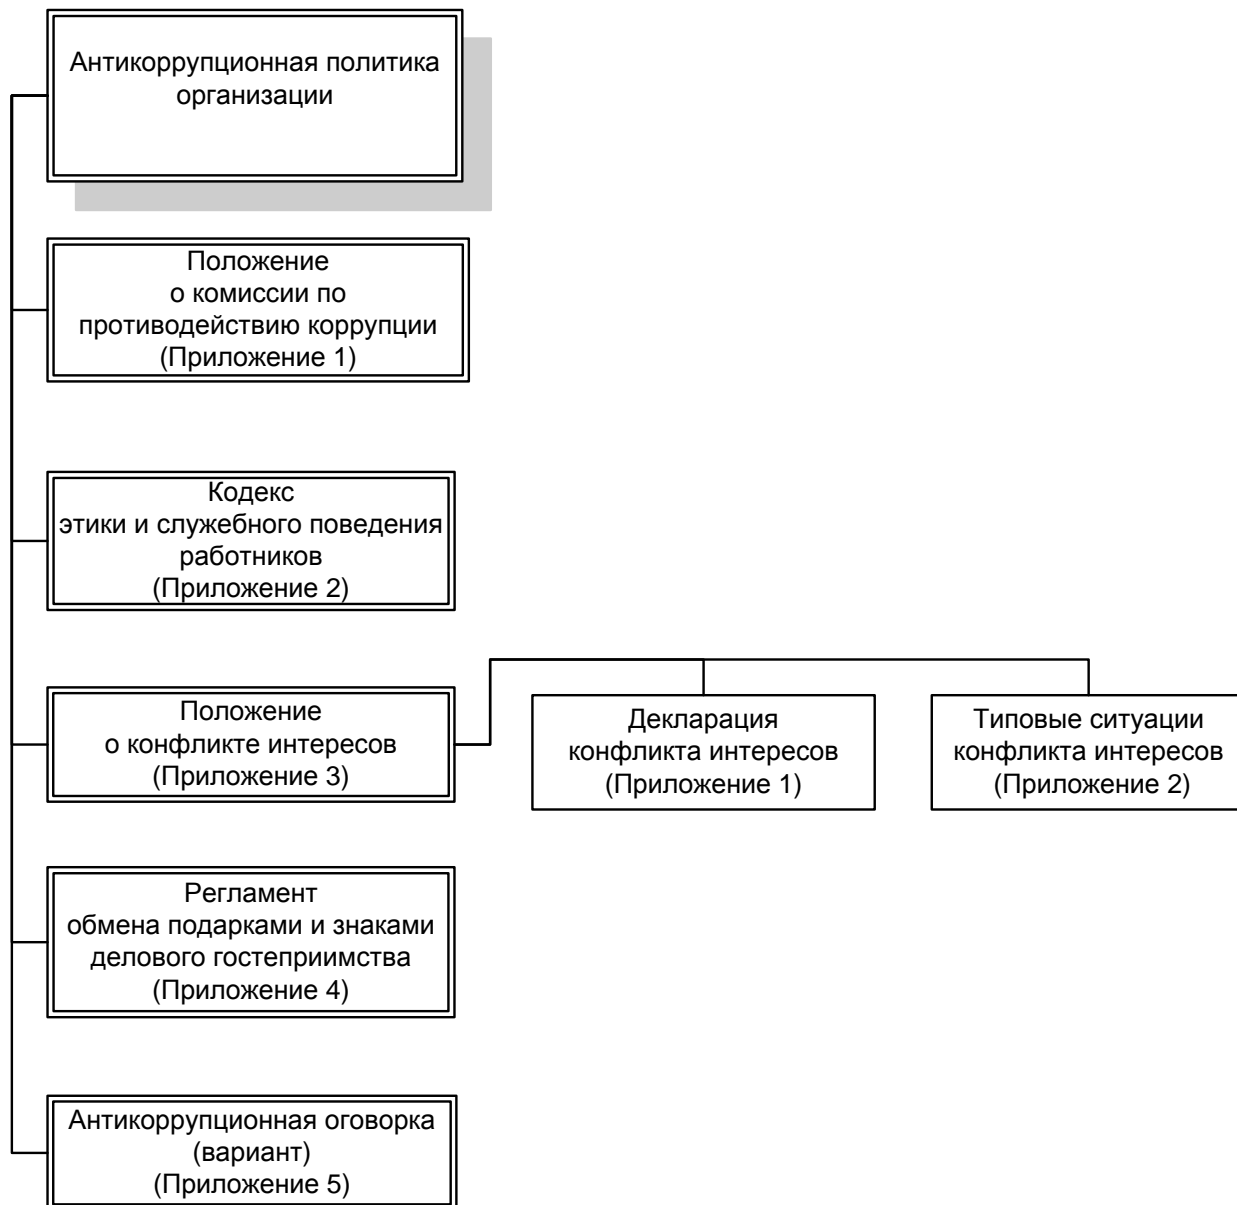 Антикоррупционная политика
организации
Положение
о комиссии по
противодействию коррупции
(Приложение 1)
Кодекс
этики и служебного поведения
работников
(Приложение 2)
Положение
о конфликте интересов
(Приложение 3)
Декларация
конфликта интересов
(Приложение 1)
Типовые ситуации
конфликта интересов
(Приложение 2)
Регламент
обмена подарками и знаками
делового гостеприимства
(Приложение 4)
Антикоррупционная оговорка
(вариант)
(Приложение 5)